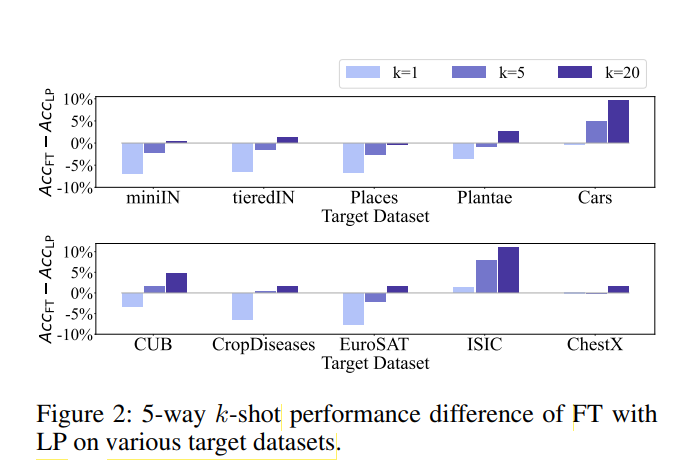 k=1 k=5 k=20
Acc_FT − Acc_LP
10%
5%
0%
-5%
-10%
miniIN tieredIN Places Plantae Cars
Target Dataset
Acc_FT − Acc_LP
10%
5%
0%
-5%
-10%
CUB CropDiseases EuroSAT ISIC ChestX
Target Dataset
Figure 2: 5-way k-shot performance difference of FT with
LP on various target datasets.